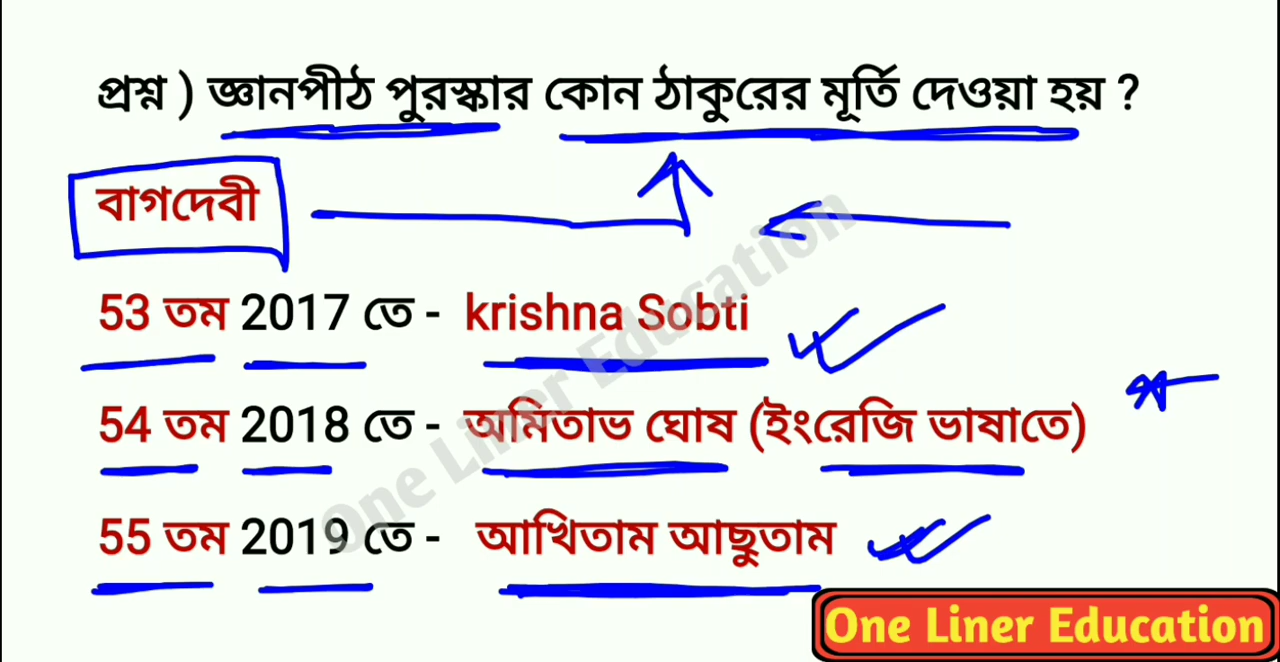 প্রশ্ন ) জ্ঞানপীঠ পুরস্কার কোন ঠাকুরের মূর্তি দেওয়া হয় ?
বাগদেবী
53 তম 2017 তে - krishna Sobti
54 তম 2018 তে - অমিতাভ ঘোষ (ইংরেজি ভাষাতে)
55 তম 2019 তে - আখিতাম আছুতাম
One Liner Education
One Liner Education